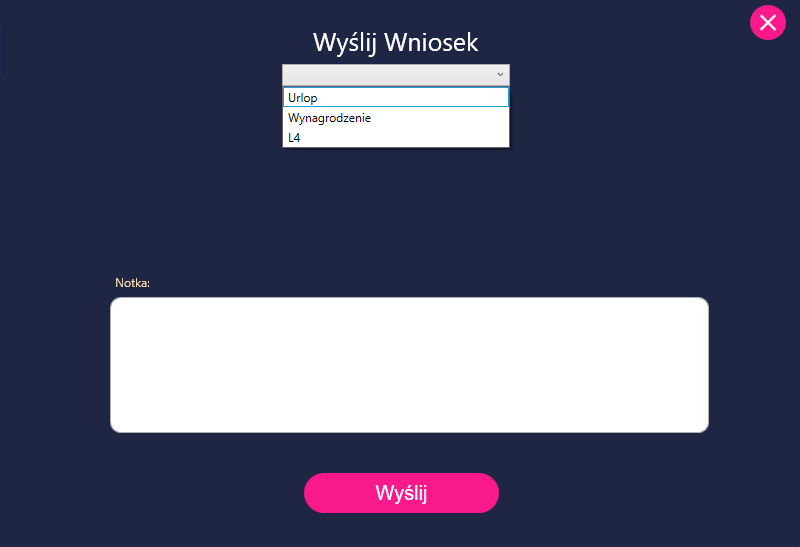 Wyślij Wniosek
Urlop
Wynagrodzenie
L4
Notka:
Wyślij